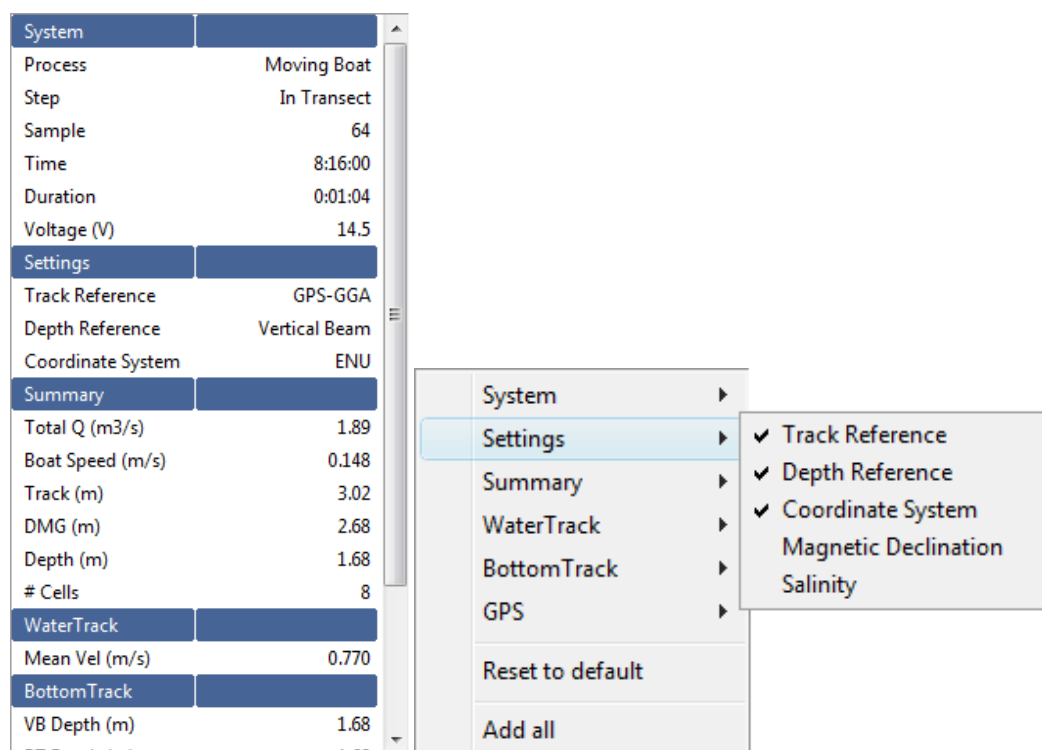 System
Process Moving Boat
Step In Transect
Sample 64
Time 8:16:00
Duration 0:01:04
Voltage (V) 14.5
Settings
Track Reference GPS-GGA
Depth Reference Vertical Beam
Coordinate System ENU
Summary
Total Q (m3/s) 1.89
Boat Speed (m/s) 0.148
Track (m) 3.02
DMG (m) 2.68
Depth (m) 1.68
# Cells 8
WaterTrack
Mean Vel (m/s) 0.770
BottomTrack
VB Depth (m) 1.68
System
Settings
Summary
WaterTrack
BottomTrack
GPS
Reset to default
Add all
Track Reference
Depth Reference
Coordinate System
Magnetic Declination
Salinity